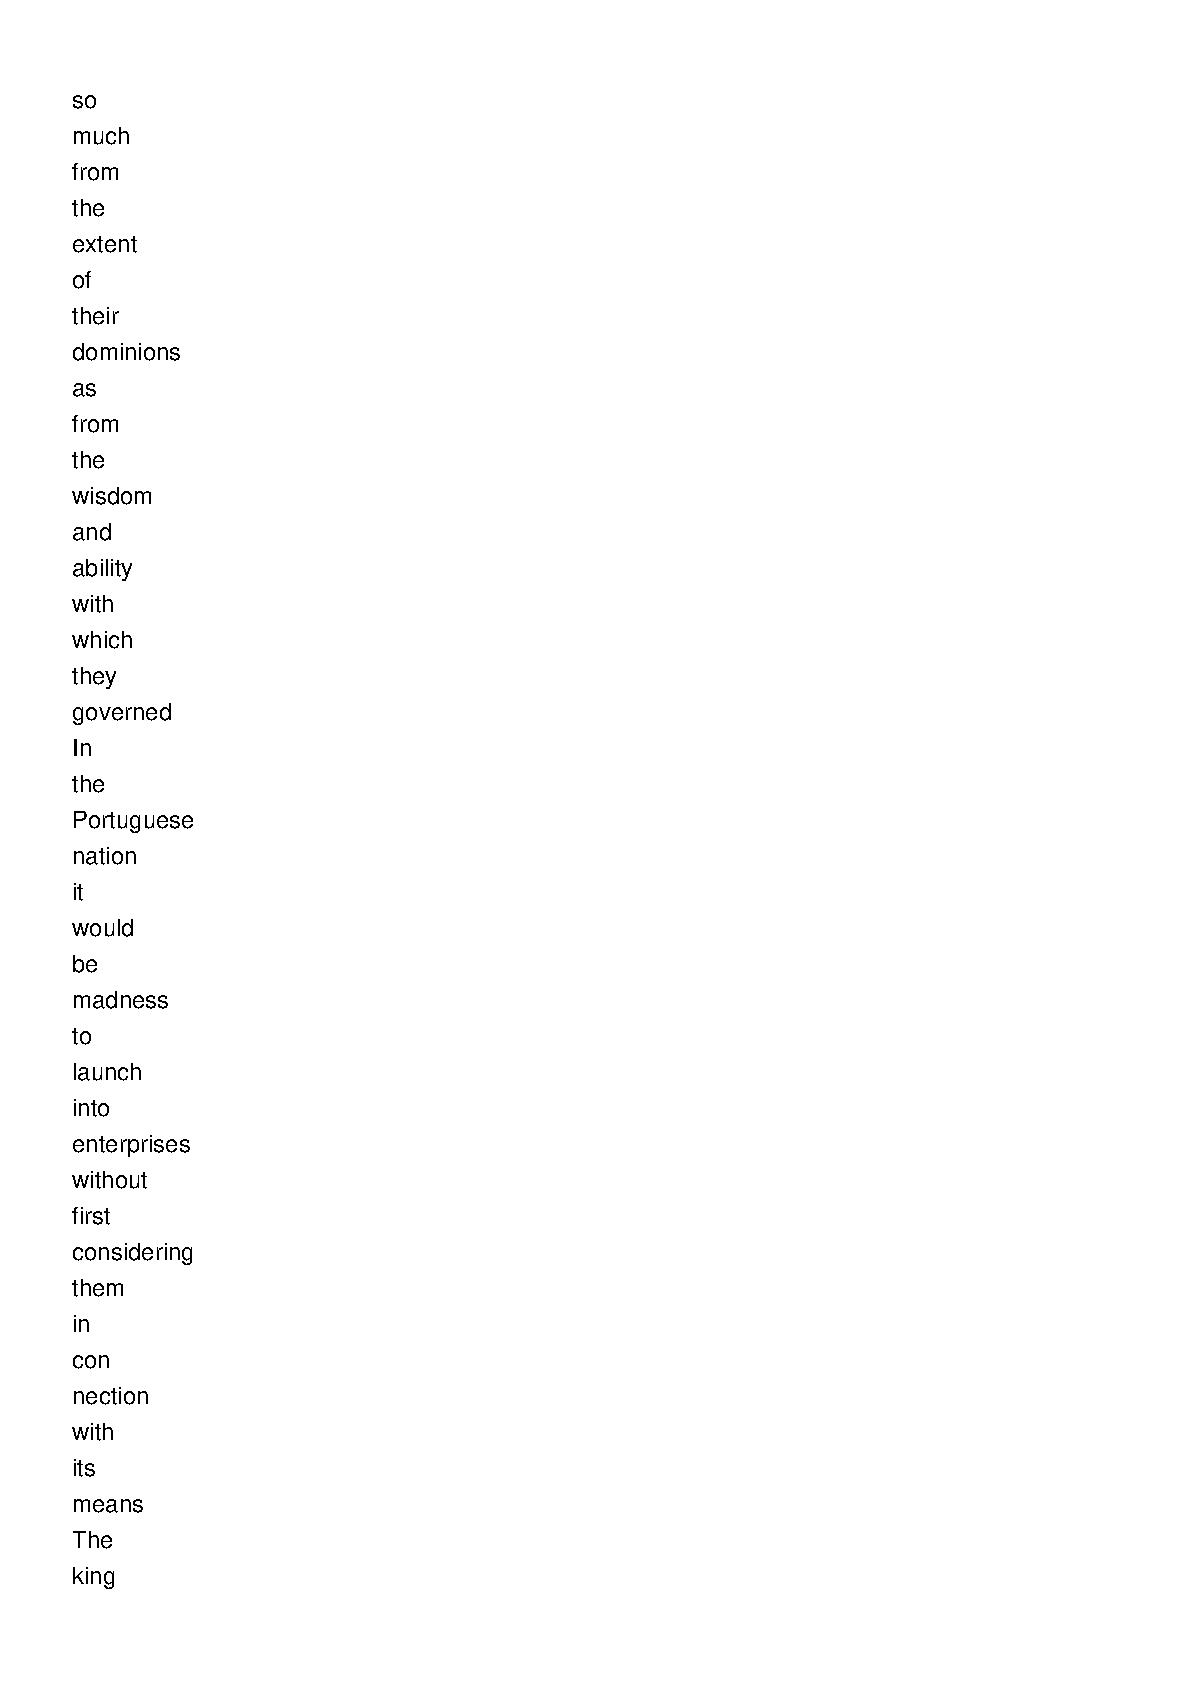 so
much
from
the
extent
of
their
dominions
as
from
the
wisdom
and
ability
with
which
they
governed
In
the
Portuguese
nation
it
would
be
madness
to
launch
into
enterprises
without
first
considering
them
in
con
nection
with
its
means
The
king